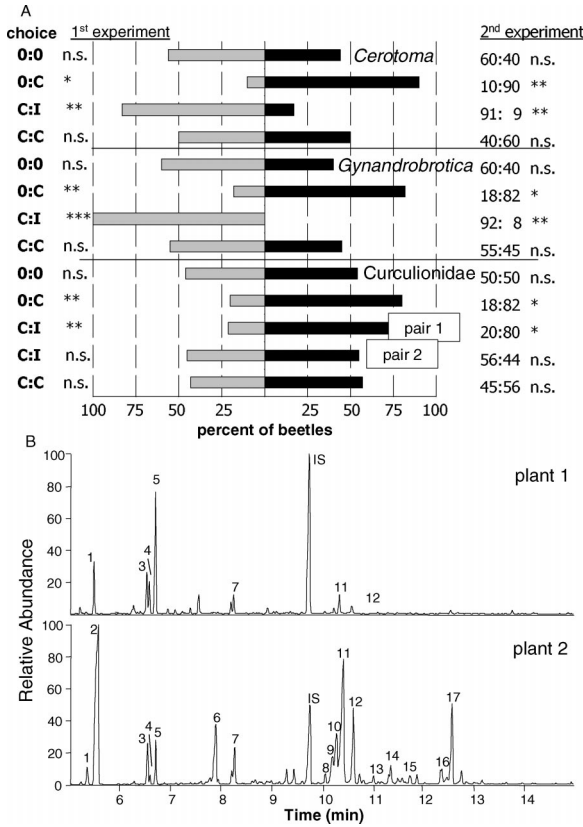 A
choice 1st experiment 2nd experiment
0:0 n.s. Cerotoma 60:40 n.s.
0:C * 10:90 **
C:I ** 91: 9 **
C:C n.s. 40:60 n.s.
0:0 n.s. Gynandrobrotica 60:40 n.s.
0:C ** 18:82 *
C:I *** 92: 8 **
C:C n.s. 55:45 n.s.
0:0 n.s. Curculionidae 50:50 n.s.
0:C ** 18:82 *
C:I ** pair 1 20:80 *
C:I n.s. pair 2 56:44 n.s.
C:C n.s. 45:56 n.s.
100 75 50 25 25 50 75 100
percent of beetles
B
plant 1
100
80
60
40
20
1 3 4 5 7 IS 11 12
Relative Abundance
plant 2
100
80
60
40
20
0
1 2 3 4 5 6 7 IS 8 9 10 11 12 13 14 15 16 17
6 7 8 9 10 11 12 13 14
Time (min)